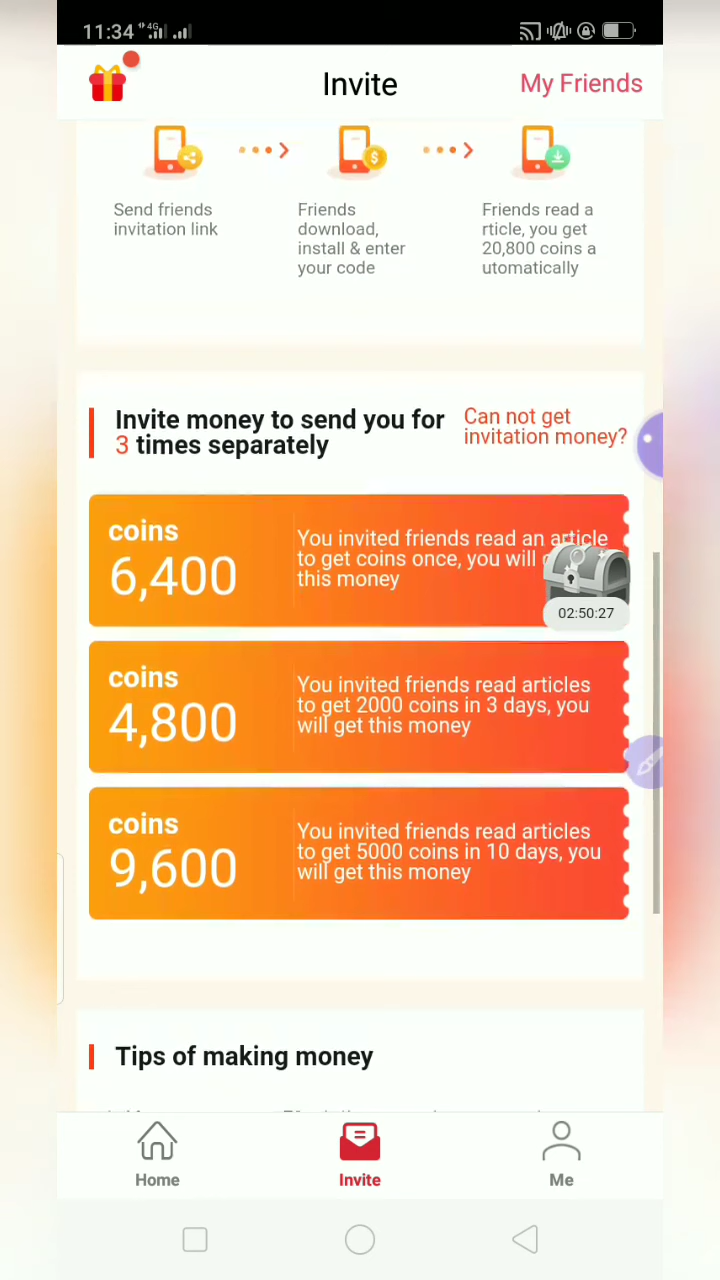 11:34
4G
Invite
My Friends
Send friends
invitation link
Friends
download,
install & enter
your code
Friends read a
rticle, you get
20,800 coins a
utomatically
Invite money to send you for
3 times separately
Can not get
invitation money?
coins
6,400
You invited friends read an article
to get coins once, you will
this money
02:50:27
coins
4,800
You invited friends read articles
to get 2000 coins in 3 days, you
will get this money
coins
9,600
You invited friends read articles
to get 5000 coins in 10 days, you
will get this money
Tips of making money
Home
Invite
Me